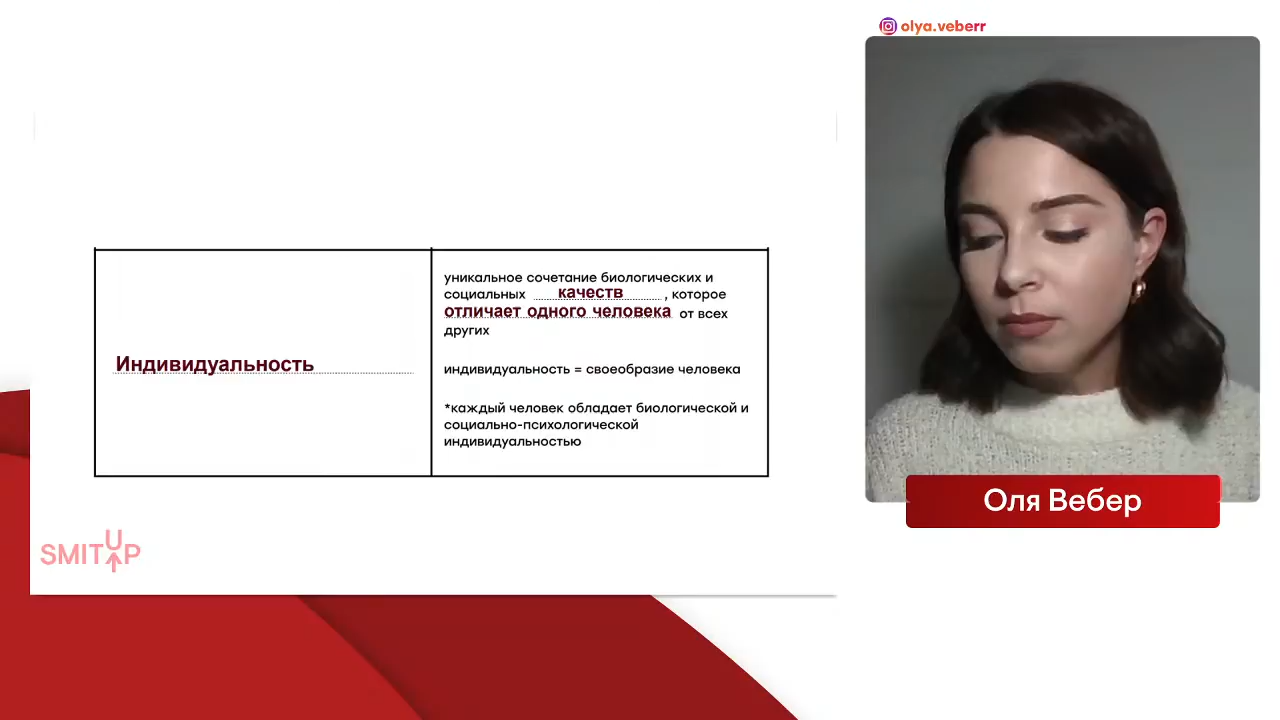 olya.veberr
Индивидуальность
уникальное сочетание биологических и
социальных качеств, которое
отличает одного человека от всех
других
индивидуальность = своеобразие человека
*каждый человек обладает биологической и
социально-психологической
индивидуальностью
SMITUP
Оля Вебер